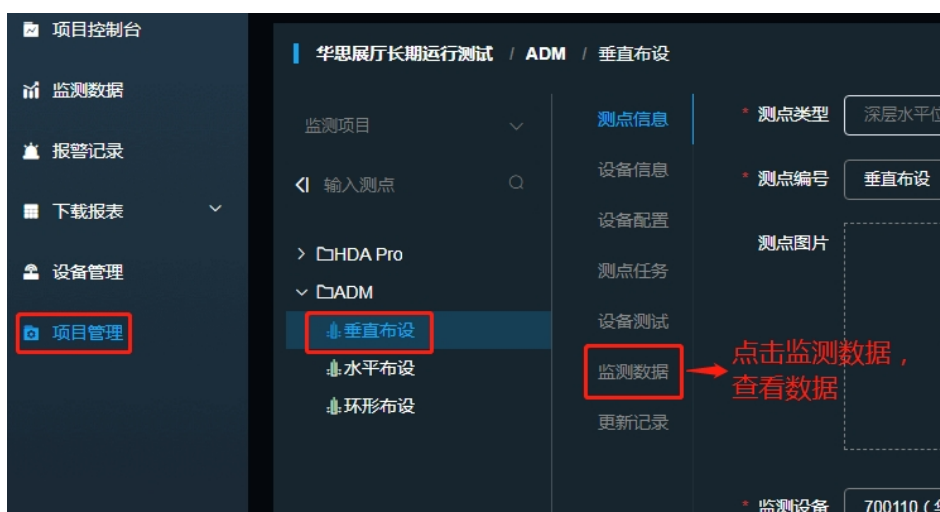 项目控制台
监测数据
报警记录
下载报表
设备管理
项目管理
华思展厅长期运行测试 / ADM / 垂直布设
监测项目
输入测点
HDA Pro
ADM
垂直布设
水平布设
环形布设
测点信息
设备信息
设备配置
测点任务
设备测试
监测数据
更新记录
* 测点类型 深层水平位
* 测点编号 垂直布设
测点图片
点击监测数据，
查看数据
* 监测设备 700110 (